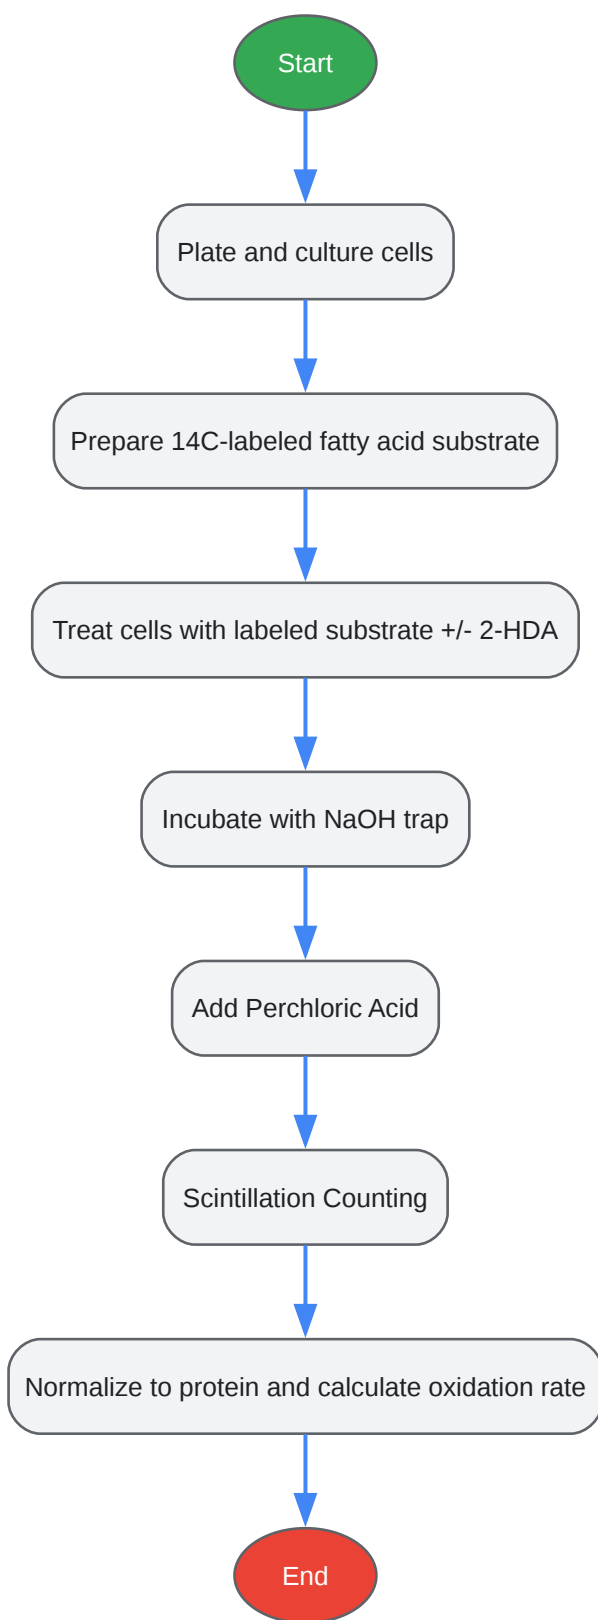 Start
Plate and culture cells
Prepare 14C-labeled fatty acid substrate
Treat cells with labeled substrate +/- 2-HDA
Incubate with NaOH trap
Add Perchloric Acid
Scintillation Counting
Normalize to protein and calculate oxidation rate
End